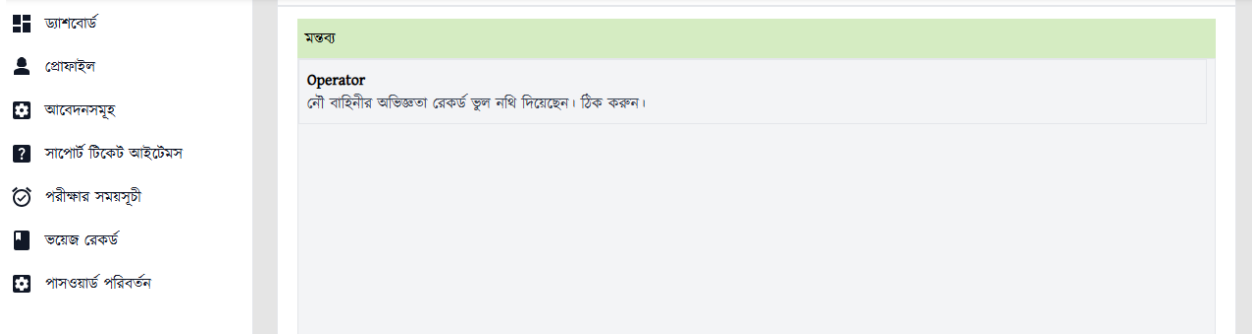 ড্যাশবোর্ড
প্রোফাইল
আবেদনসমূহ
সাপোর্ট টিকেট আইটেমস
পরীক্ষার সময়সূচী
ভয়েজ রেকর্ড
পাসওয়ার্ড পরিবর্তন
মন্তব্য
Operator
নৌ বাহিনীর অভিজ্ঞতা রেকর্ড ভুল নথি দিয়েছেন। ঠিক করুন।